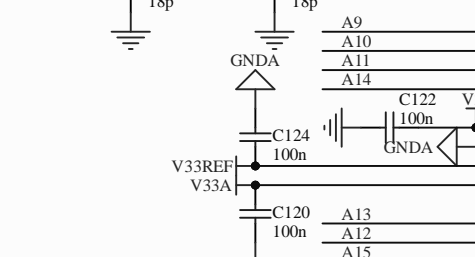 18p
18p
A9
A10
GNDA
A11
A14
C122
V
100n
C124
GNDA
100n
V33REF
V33A
C120
A13
100n
A12
A15